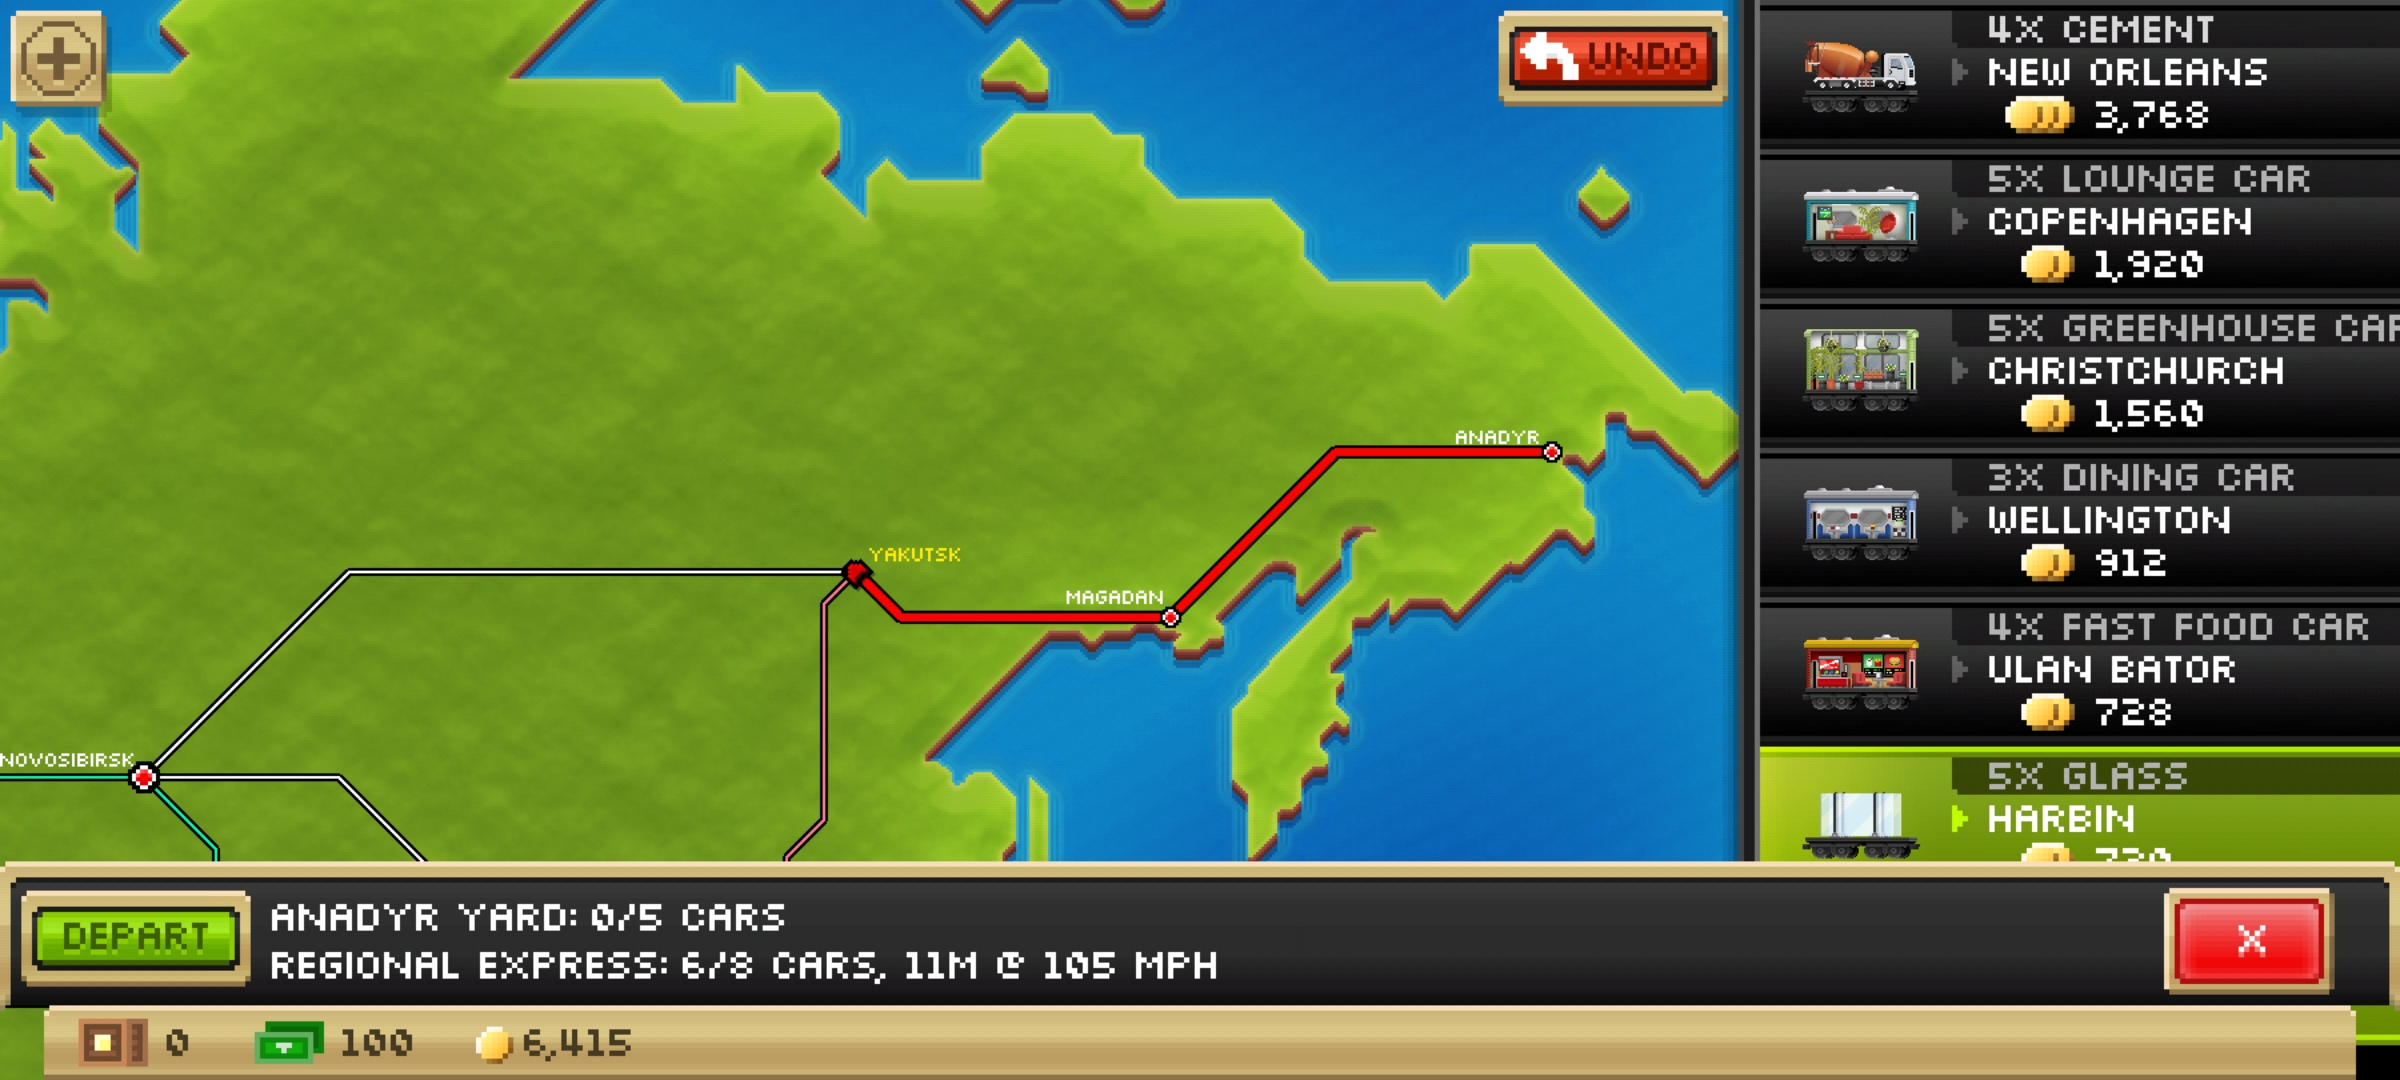 UNDO
ANADYR
YAKUTSK
MAGADAN
NOVOSIBIRSK
4X CEMENT
NEW ORLEANS
3,768
5X LOUNGE CAR
COPENHAGEN
1,920
5X GREENHOUSE CAR
CHRISTCHURCH
1,560
3X DINING CAR
WELLINGTON
912
4X FAST FOOD CAR
ULAN BATOR
728
5X GLASS
HARBIN
DEPART
ANADYR YARD: 0/5 CARS
REGIONAL EXPRESS: 6/8 CARS, 11M @ 105 MPH
X
0
100
6,415